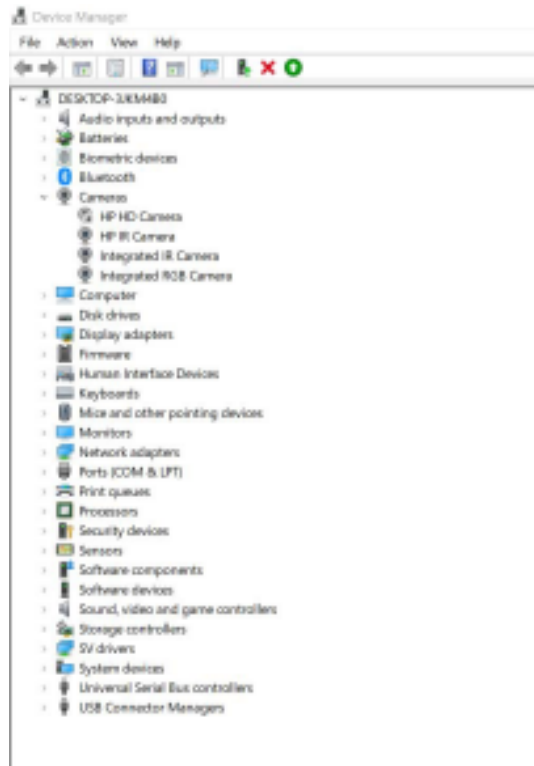 Device Manager
File Action View Help
Audio inputs and outputs
Batteries
Biometric devices
Bluetooth
Cameras
HP HD Camera
HP IR Camera
Integrated IR Camera
Integrated RGB Camera
Computer
Disk drives
Display adapters
Firmware
Human Interface Devices
Keyboards
Mice and other pointing devices
Monitors
Network adapters
Ports (COM & LPT)
Print queues
Processors
Security devices
Sensors
Software components
Software devices
Sound, video and game controllers
Storage controllers
SV drivers
System devices
Universal Serial Bus controllers
USB Connector Managers